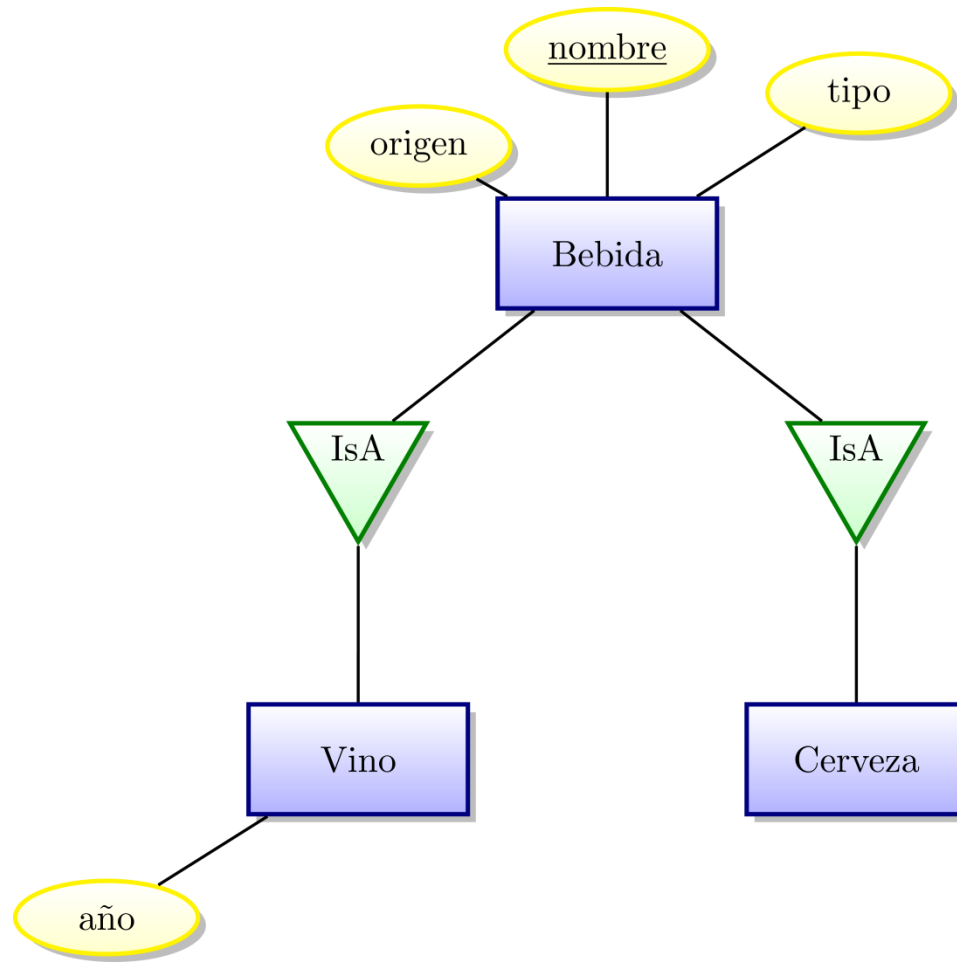 nombre
tipo
origen
Bebida
IsA
IsA
Vino
Cerveza
año